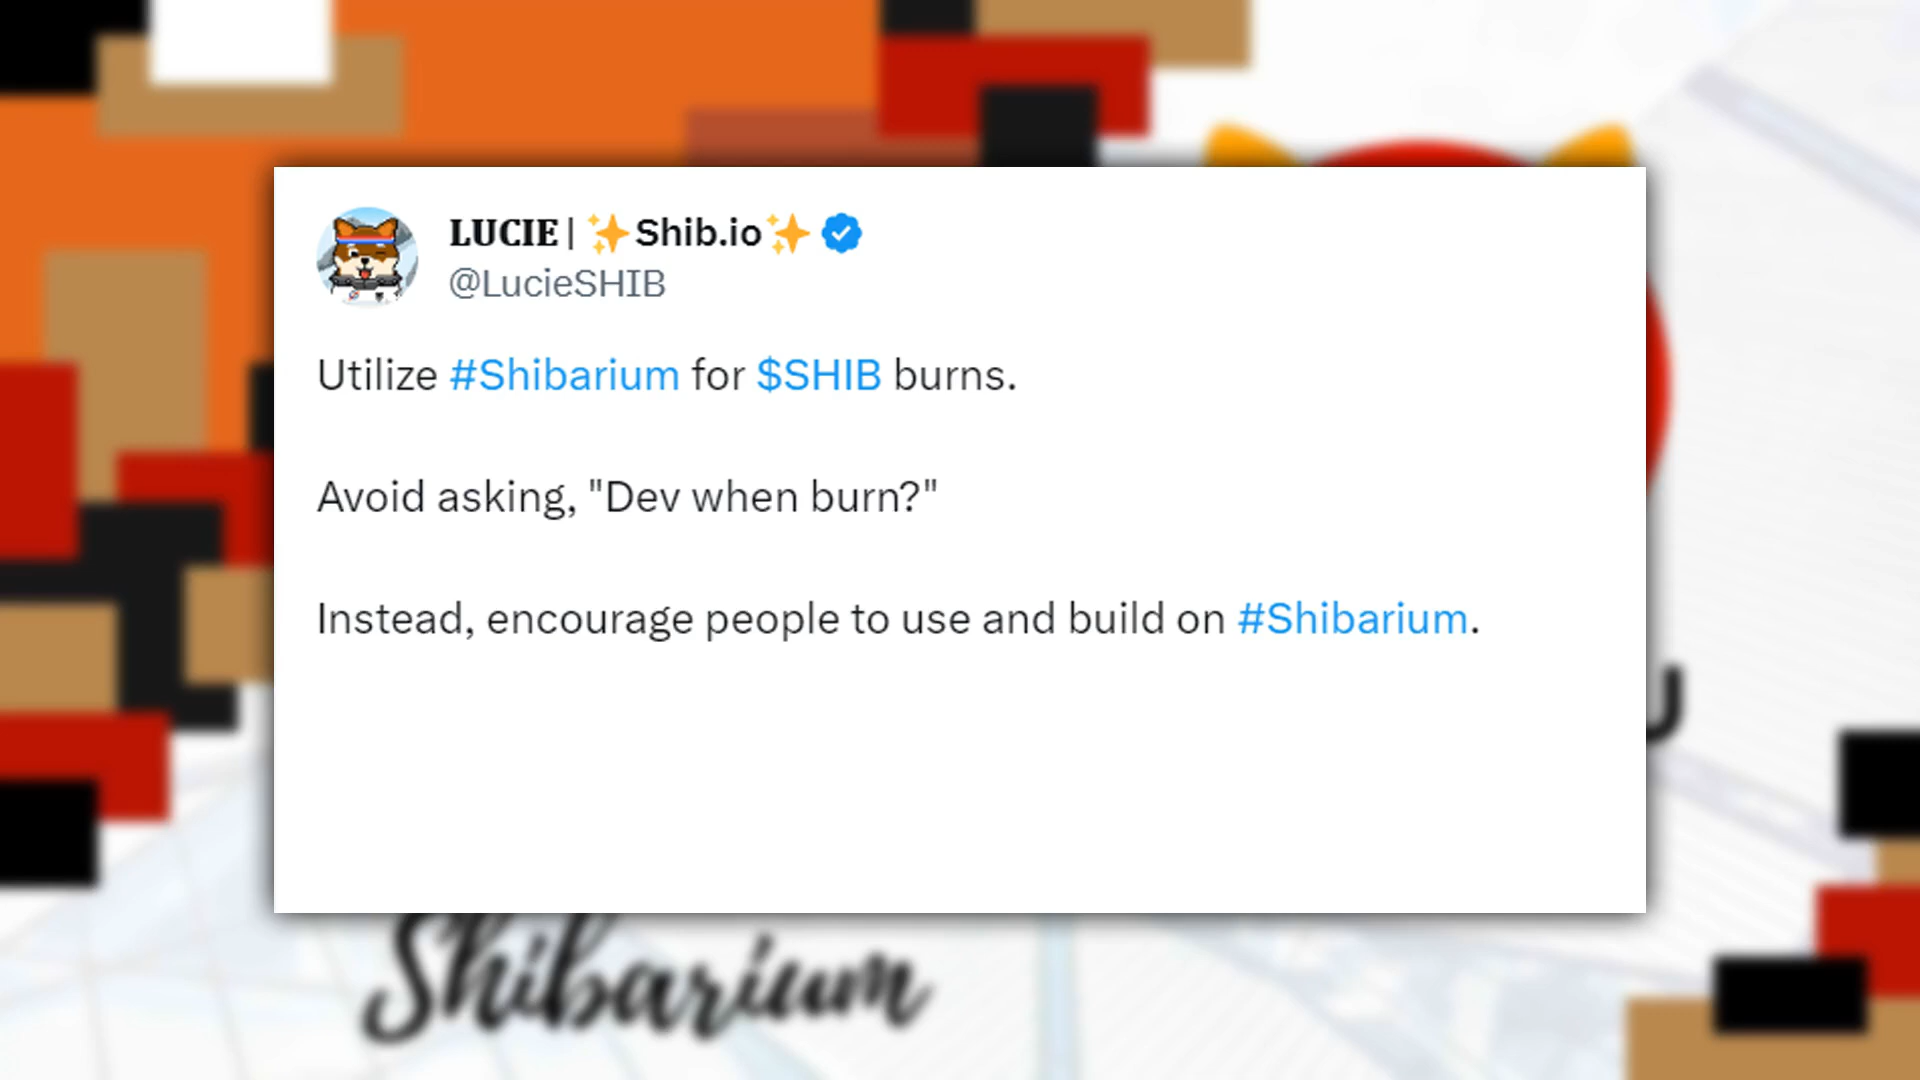 LUCIE | ✨Shib.io✨
@LucieSHIB
Utilize #Shibarium for $SHIB burns.
Avoid asking, "Dev when burn?"
Instead, encourage people to use and build on #Shibarium.
Shibarium